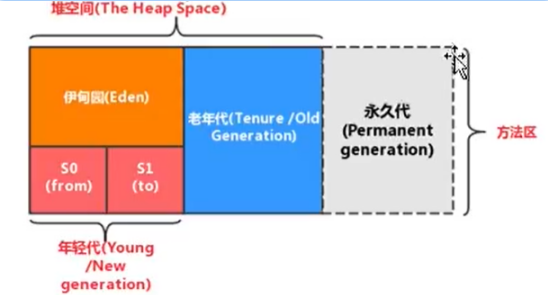 堆空间(The Heap Space)
伊甸园(Eden)
S0
(from)
S1
(to)
老年代(Tenure /Old
Generation)
永久代
(Permanent
generation)
方法区
年轻代(Young
/New
generation)